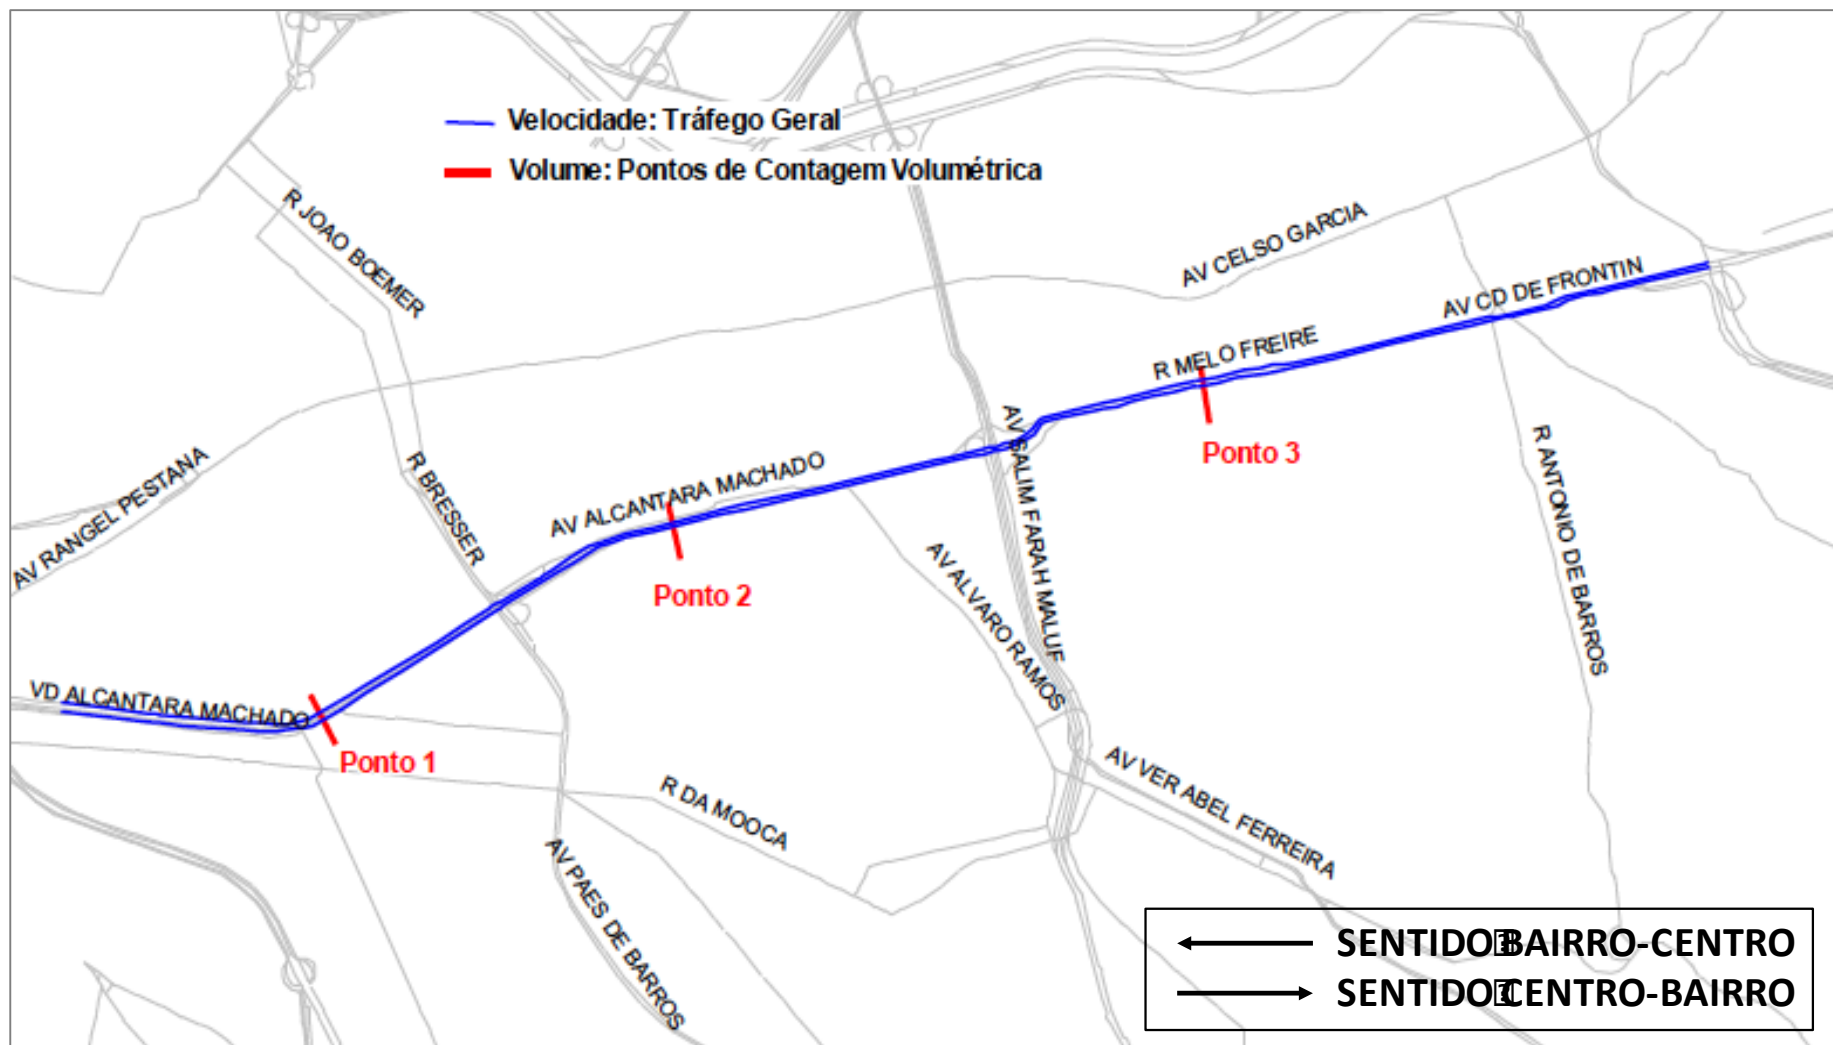 Velocidade: Tráfego Geral
Volume: Pontos de Contagem Volumétrica
R JOAO BOEMER
AV CELSO GARCIA
AV CD DE FRONTIN
R MELO FREIRE
Ponto 3
AV RANGEL PESTANA
R BRESSER
AV ALCANTARA MACHADO
AV SALIM FARAH MALUF
R ANTONIO DE BARROS
Ponto 2
AV ALVARO RAMOS
VD ALCANTARA MACHADO
Ponto 1
R DA MOOCA
AV VER ABEL FERREIRA
AV PAES DE BARROS
SENTIDO BAIRRO-CENTRO
SENTIDO CENTRO-BAIRRO